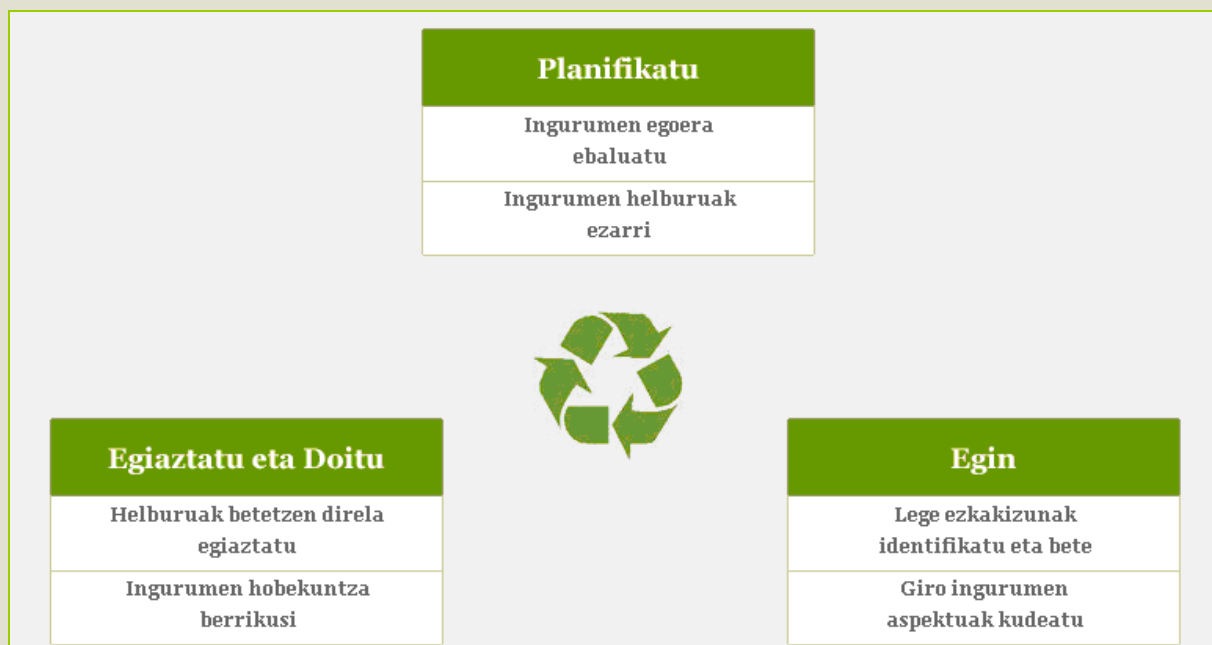 Planifikatu
Ingurumen egoera
ebaluatu
Ingurumen helburuak
ezarri
Egiaztatu eta Doitu
Helburuak betetzen direla
egiaztatu
Ingurumen hobekuntza
berrikusi
Egin
Lege ezkakizunak
identifikatu eta bete
Giro ingurumen
aspektuak kudeatu